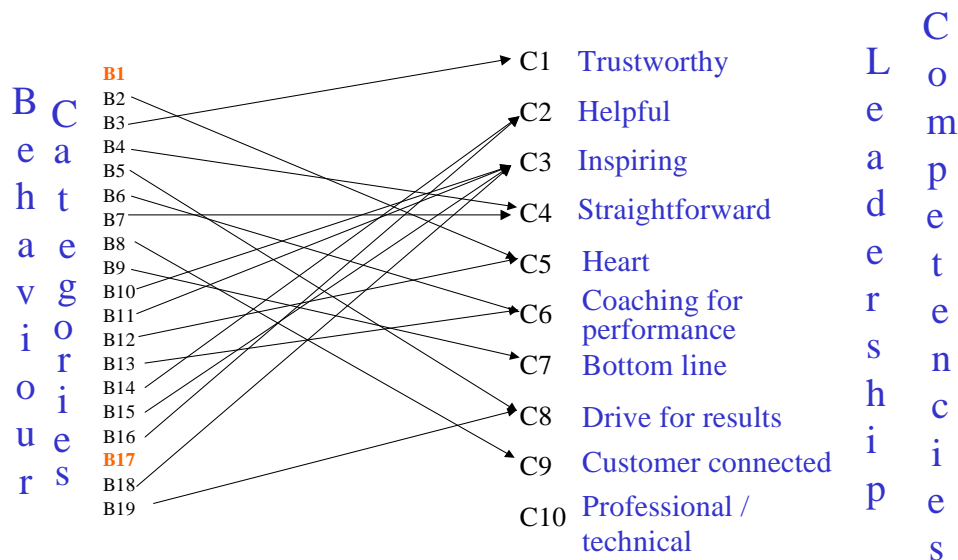 Behaviour
Categories
B1
B2
B3
B4
B5
B6
B7
B8
B9
B10
B11
B12
B13
B14
B15
B16
B17
B18
B19
C1 Trustworthy
C2 Helpful
C3 Inspiring
C4 Straightforward
C5 Heart
C6 Coaching for
performance
C7 Bottom line
C8 Drive for results
C9 Customer connected
C10 Professional /
technical
Leadership
Competencies